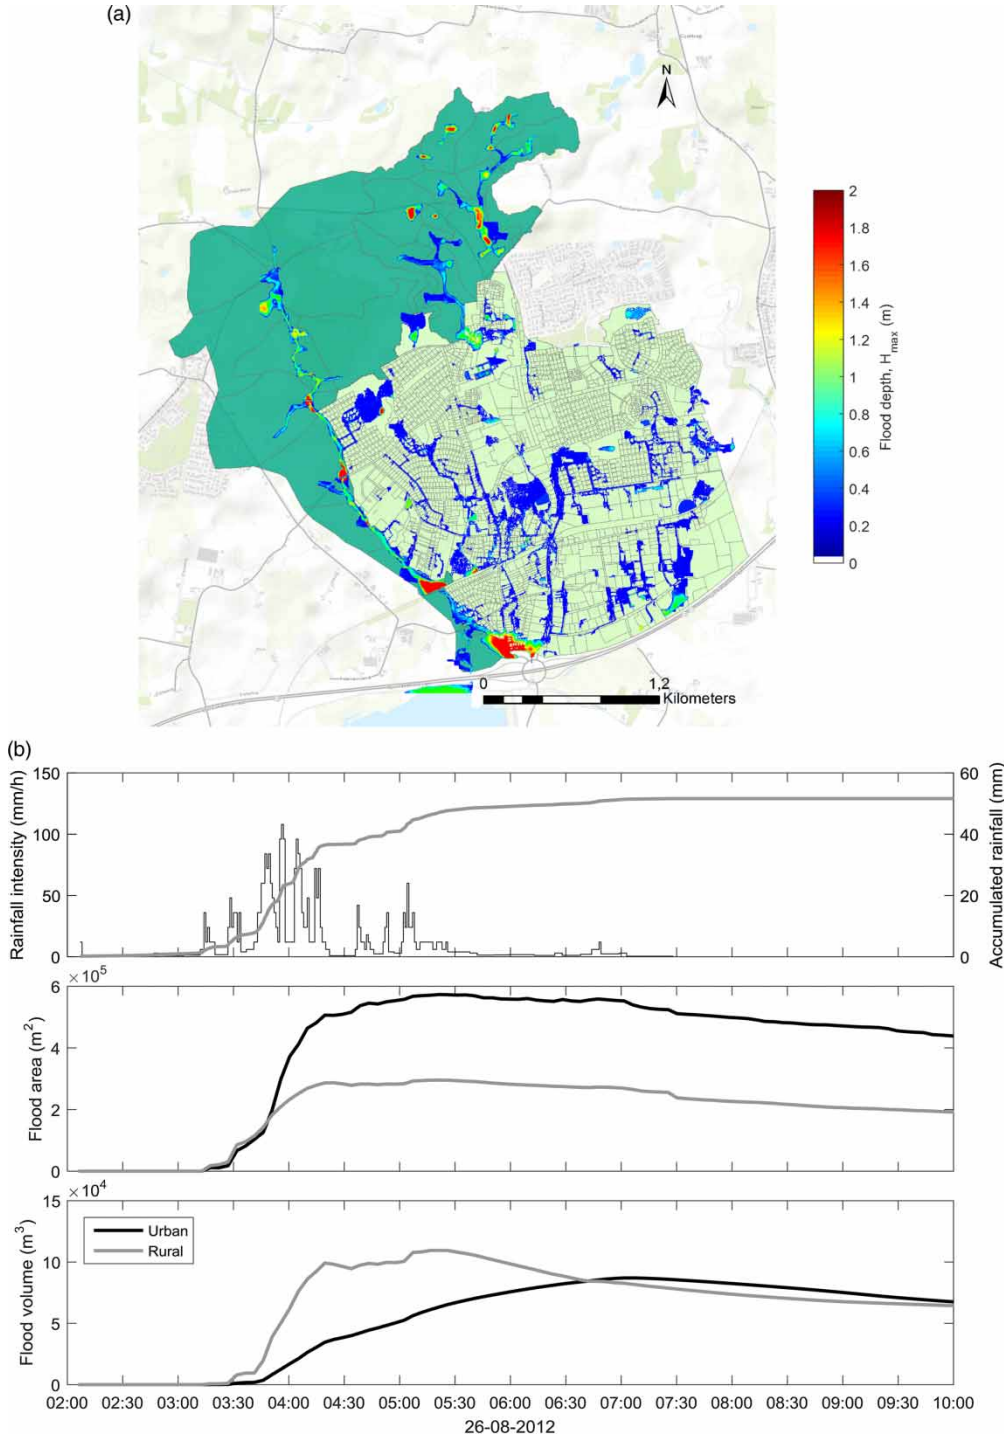 (a)
N
2
1.8
1.6
1.4
1.2
1
0.8
0.6
0.4
0.2
0
Flood depth, H_max (m)
0 1,2
Kilometers
(b)
150
100
50
0
Rainfall intensity (mm/h)
60
40
20
0
Accumulated rainfall (mm)
×10^5
6
4
2
0
Flood area (m^2)
×10^4
15
10
5
0
Flood volume (m^3)
Urban
Rural
02:00 02:30 03:00 03:30 04:00 04:30 05:00 05:30 06:00 06:30 07:00 07:30 08:00 08:30 09:00 09:30 10:00
26-08-2012